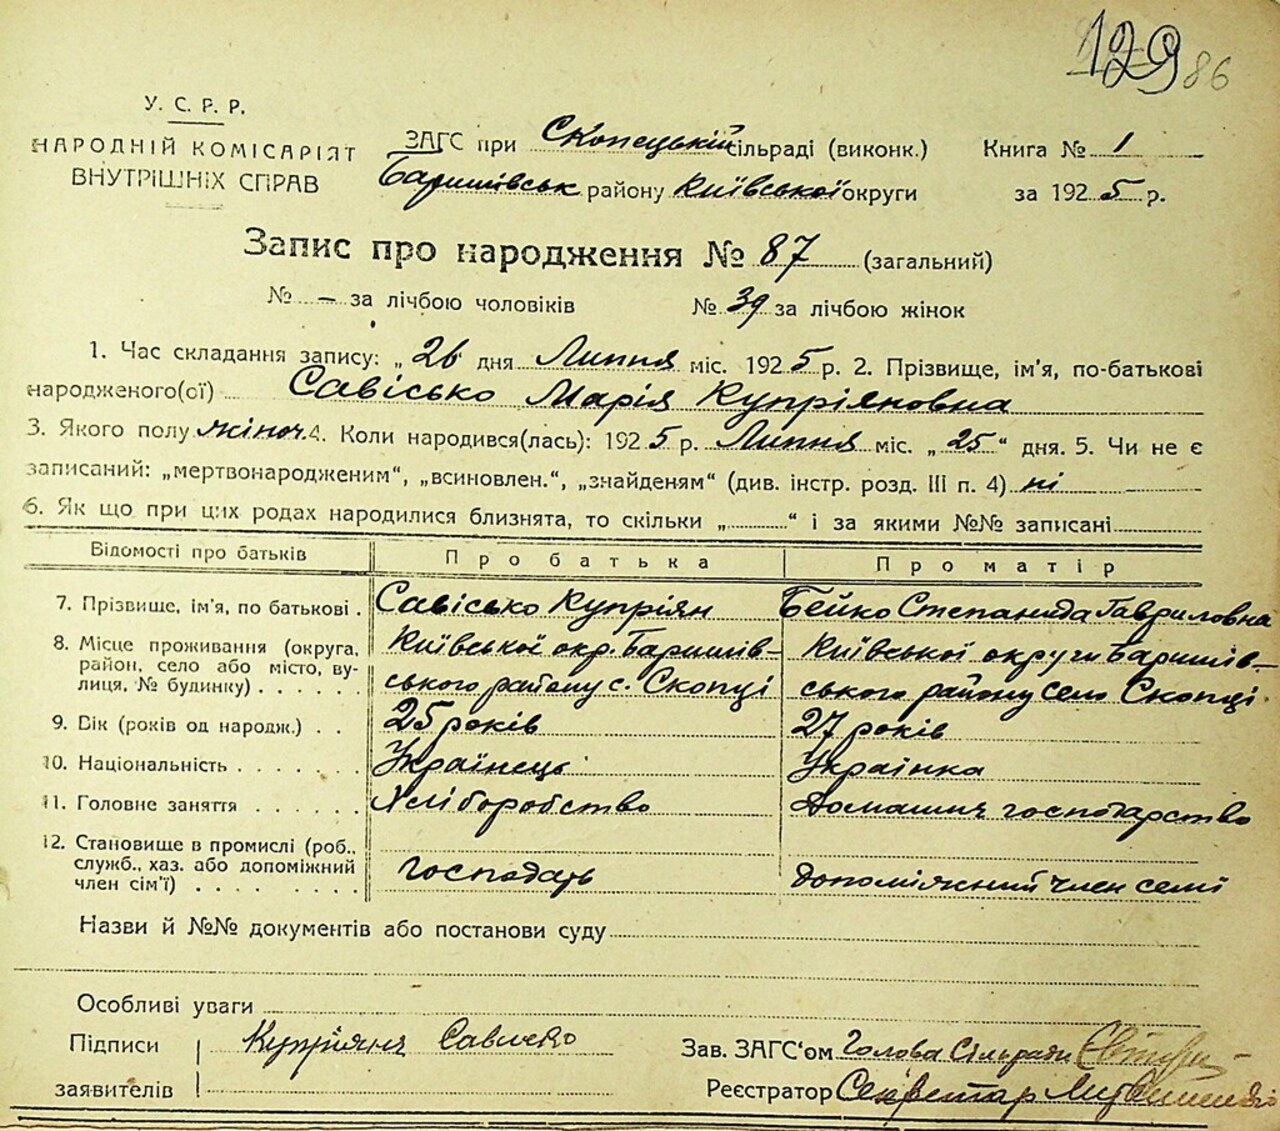 129 86
У. С. Р. Р.
НАРОДНІЙ КОМІСАРІЯТ
ВНУТРІШНІХ СПРАВ
ЗАГС при Скопецькій сільраді (виконк.)
Баришівськ району Київської округи
Книга № 1
за 1925 р.
Запис про народження № 87 (загальний)
№ — за лічбою чоловіків № 39 за лічбою жінок
1. Час складання запису: „26 дня Липня міс. 1925 р. 2. Прізвище, ім'я, по-батькові
народженого(ої) Савісько Марія Купріяновна
3. Якого полу жіноч. 4. Коли народився(лась): 1925 р. Липня міс. „25“ дня. 5. Чи не є
записаний: „мертвонародженим“, „всиновлен.“, „знайденям“ (див. інстр. розд. III п. 4) ні
6. Як що при цих родах народилися близнята, то скільки „ “ і за якими №№ записані
Відомості про батьків Про батька Про матір
7. Прізвище, ім'я, по батькові . Савісько Купріян Бейко Степанида Гавриловна
8. Місце проживання (округа, район, село або місто, вулиця, № будинку) . . . . . . Київської окр. Баришів- Київської округи Баришів-
ського району с. Скопці ського району село Скопці
9. Вік (років од народж.) . . 25 років 27 років
10. Національність . . . . . . . Українець Українка
11. Головне заняття . . . . . . Хліборобство Домашнє господарство
12. Становище в промислі (роб., служб., хаз. або допоміжний член сім'ї) . . . . . . . . господарь допоміжний член семі
Назви й №№ документів або постанови суду
Особливі уваги
Підписи Купріян Савісько
заявителів
Зав. ЗАГС'ом Голова Сільради
Реєстратор Секретар